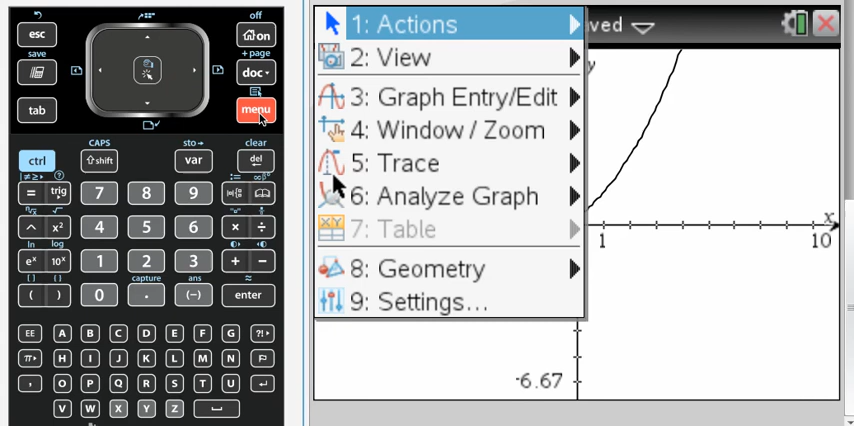 off
esc
on
save
+ page
doc
tab
menu
CAPS
sto→
clear
ctrl
⇧shift
var
del
|≠≥▸
?
:=
∞β°
=
trig
7
8
9
ⁿ√x
√
"□"
÷
^
x²
4
5
6
×
÷
ln
log
eˣ
10ˣ
1
2
3
+
−
[ ]
{ }
capture
ans
≈
(
)
0
.
(−)
enter
EE
A
B
C
D
E
F
G
?!▸
π▸
H
I
J
K
L
M
N
,
O
P
Q
R
S
T
U
V
W
X
Y
Z
1: Actions
2: View
3: Graph Entry/Edit
4: Window / Zoom
5: Trace
6: Analyze Graph
7: Table
8: Geometry
9: Settings...
ved
y
x
1
10
-6.67